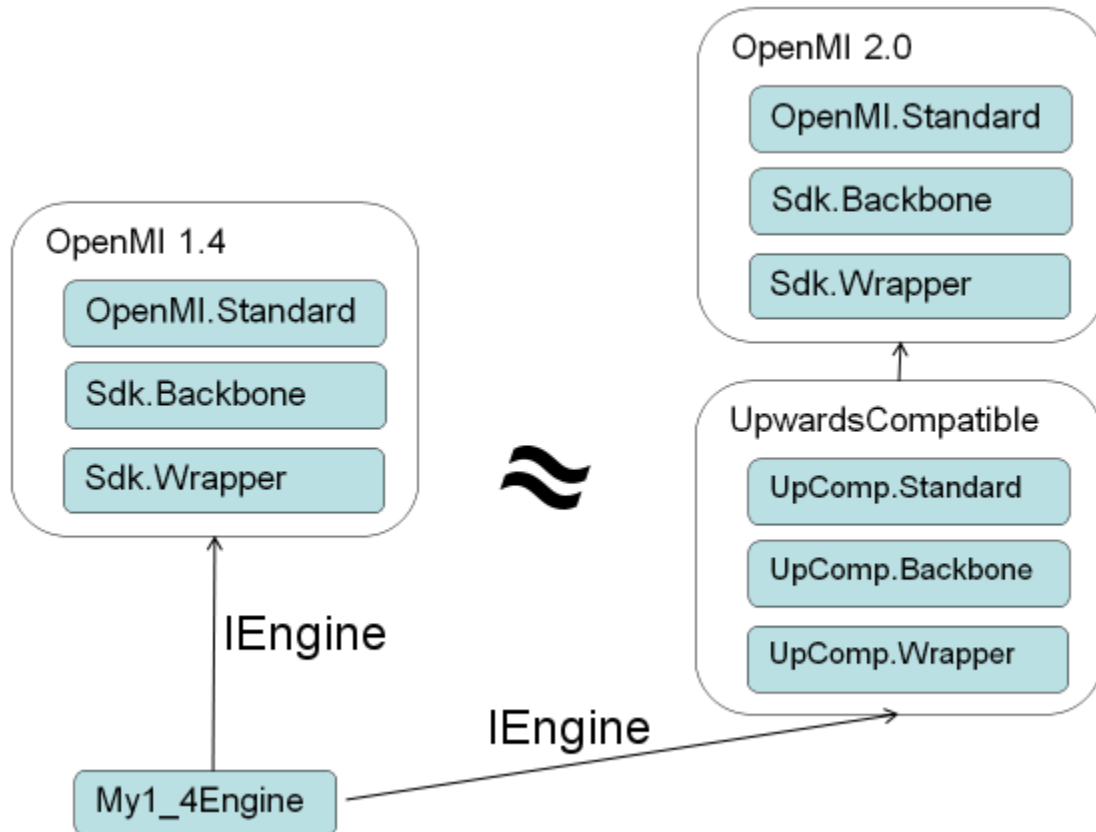 OpenMI 2.0
OpenMI.Standard
Sdk.Backbone
Sdk.Wrapper
OpenMI 1.4
OpenMI.Standard
Sdk.Backbone
Sdk.Wrapper
≈
UpwardsCompatible
UpComp.Standard
UpComp.Backbone
UpComp.Wrapper
IEngine
IEngine
My1_4Engine